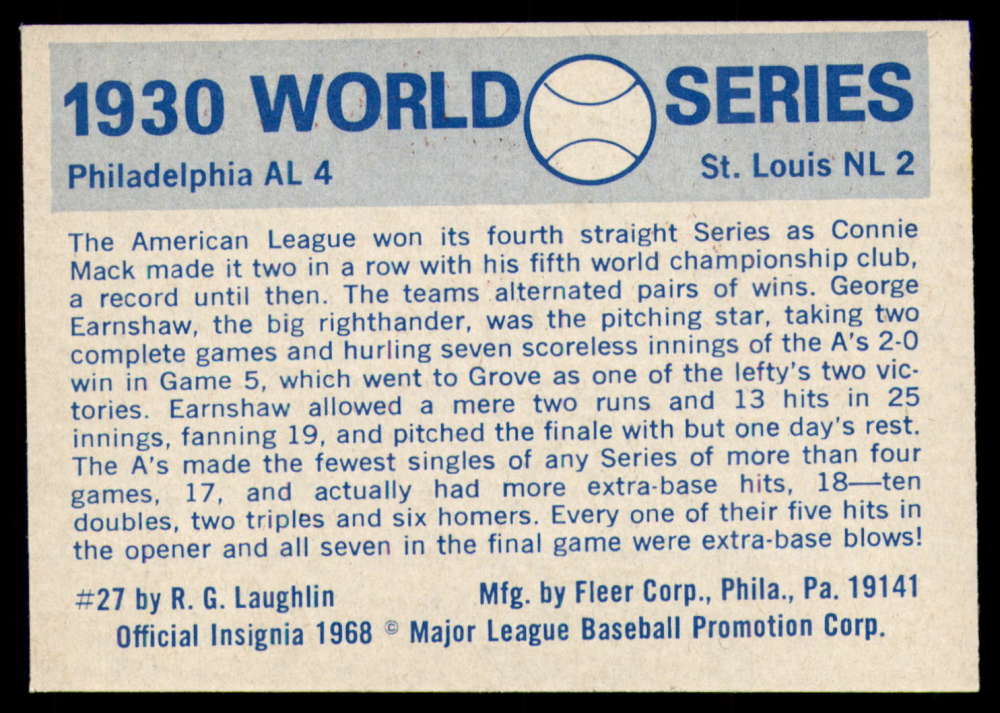 1930 WORLD SERIES
Philadelphia AL 4 St. Louis NL 2
The American League won its fourth straight Series as Connie
Mack made it two in a row with his fifth world championship club,
a record until then. The teams alternated pairs of wins. George
Earnshaw, the big righthander, was the pitching star, taking two
complete games and hurling seven scoreless innings of the A's 2-0
win in Game 5, which went to Grove as one of the lefty's two vic-
tories. Earnshaw allowed a mere two runs and 13 hits in 25
innings, fanning 19, and pitched the finale with but one day's rest.
The A's made the fewest singles of any Series of more than four
games, 17, and actually had more extra-base hits, 18—ten
doubles, two triples and six homers. Every one of their five hits in
the opener and all seven in the final game were extra-base blows!
#27 by R. G. Laughlin Mfg. by Fleer Corp., Phila., Pa. 19141
Official Insignia 1968 © Major League Baseball Promotion Corp.